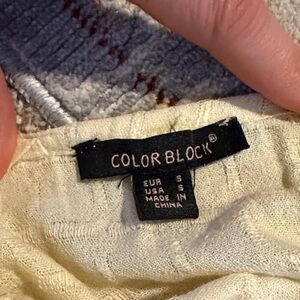 COLOR BLOCK®
EUR S
USA S
MADE IN
CHINA